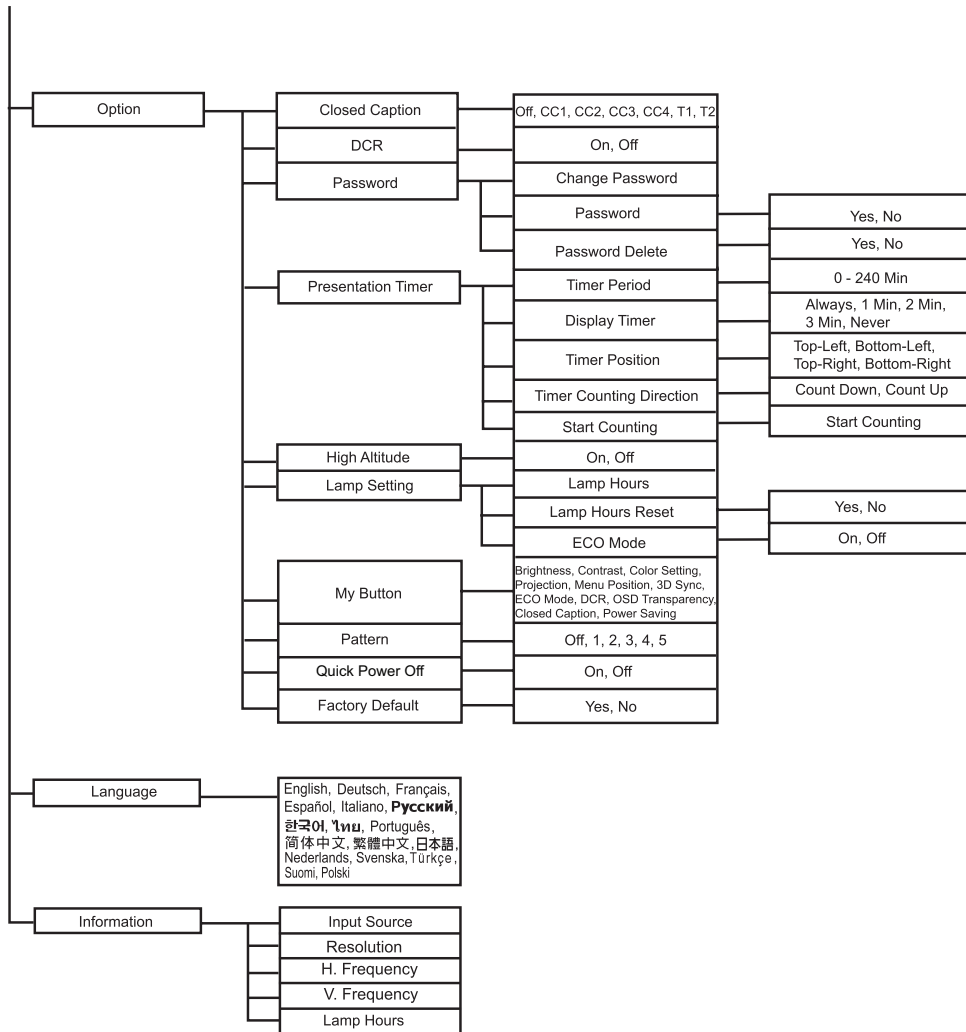 Option
Closed Caption
Off, CC1, CC2, CC3, CC4, T1, T2
DCR
On, Off
Password
Change Password
Password
Yes, No
Password Delete
Yes, No
Presentation Timer
Timer Period
0 - 240 Min
Display Timer
Always, 1 Min, 2 Min,
3 Min, Never
Timer Position
Top-Left, Bottom-Left,
Top-Right, Bottom-Right
Timer Counting Direction
Count Down, Count Up
Start Counting
Start Counting
High Altitude
On, Off
Lamp Setting
Lamp Hours
Lamp Hours Reset
Yes, No
ECO Mode
On, Off
My Button
Brightness, Contrast, Color Setting,
Projection, Menu Position, 3D Sync,
ECO Mode, DCR, OSD Transparency,
Closed Caption, Power Saving
Pattern
Off, 1, 2, 3, 4, 5
Quick Power Off
On, Off
Factory Default
Yes, No
Language
English, Deutsch, Français,
Español, Italiano, Русский,
한국어, ไทย, Português,
简体中文, 繁體中文, 日本語,
Nederlands, Svenska, Türkçe,
Suomi, Polski
Information
Input Source
Resolution
H. Frequency
V. Frequency
Lamp Hours